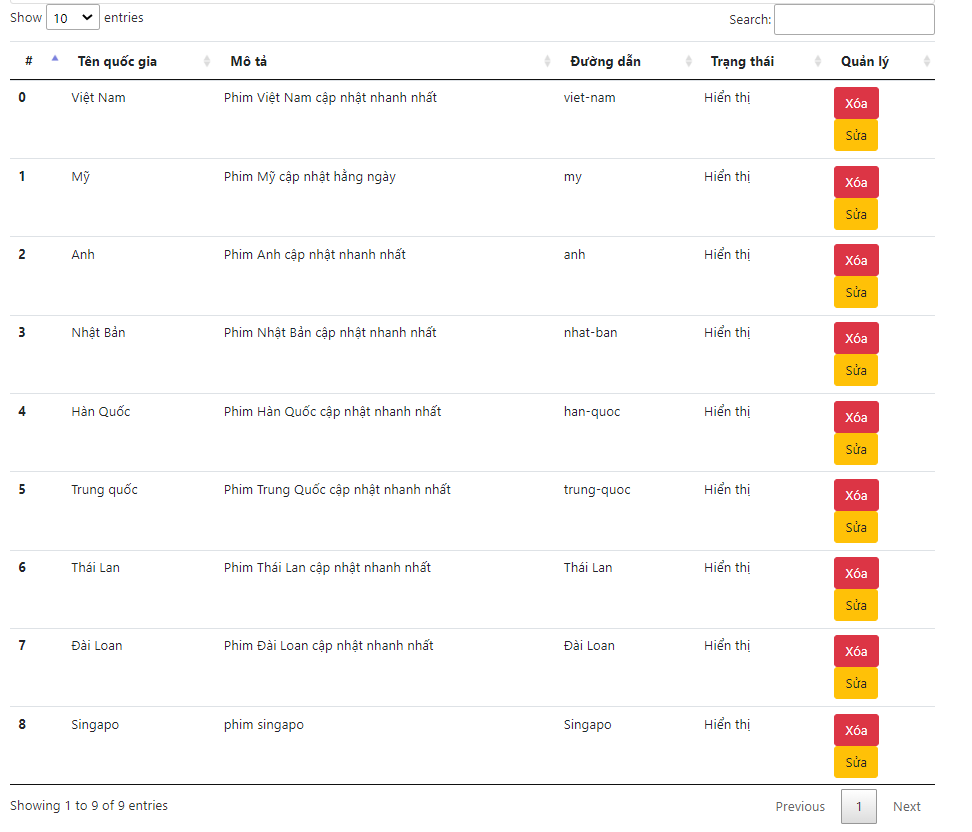 Show 10 entries Search:
# Tên quốc gia Mô tả Đường dẫn Trạng thái Quản lý
0 Việt Nam Phim Việt Nam cập nhật nhanh nhất viet-nam Hiển thị Xóa
Sửa
1 Mỹ Phim Mỹ cập nhật hằng ngày my Hiển thị Xóa
Sửa
2 Anh Phim Anh cập nhật nhanh nhất anh Hiển thị Xóa
Sửa
3 Nhật Bản Phim Nhật Bản cập nhật nhanh nhất nhat-ban Hiển thị Xóa
Sửa
4 Hàn Quốc Phim Hàn Quốc cập nhật nhanh nhất han-quoc Hiển thị Xóa
Sửa
5 Trung quốc Phim Trung Quốc cập nhật nhanh nhất trung-quoc Hiển thị Xóa
Sửa
6 Thái Lan Phim Thái Lan cập nhật nhanh nhất Thái Lan Hiển thị Xóa
Sửa
7 Đài Loan Phim Đài Loan cập nhật nhanh nhất Đài Loan Hiển thị Xóa
Sửa
8 Singapo phim singapo Singapo Hiển thị Xóa
Sửa
Showing 1 to 9 of 9 entries Previous 1 Next